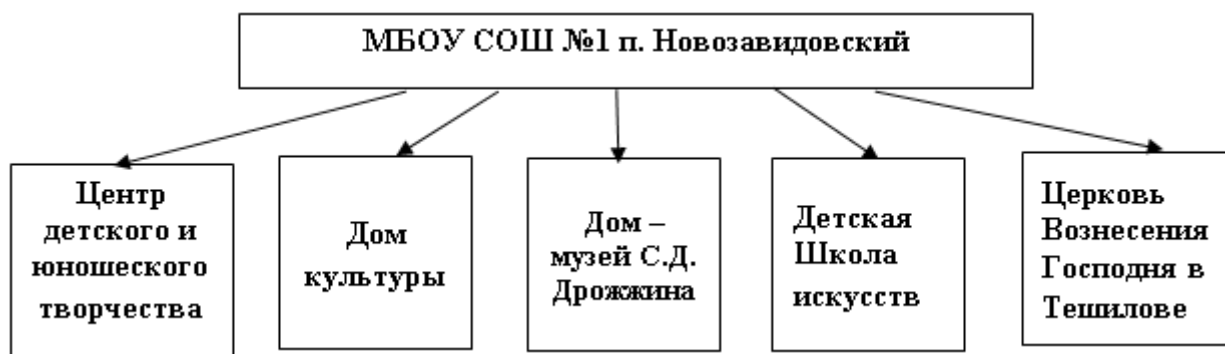 МБОУ СОШ №1 п. Новозавидовский
Центр
детского и
юношеского
творчества
Дом
культуры
Дом –
музей С.Д.
Дрожжина
Детская
Школа
искусств
Церковь
Вознесения
Господня в
Тешилове